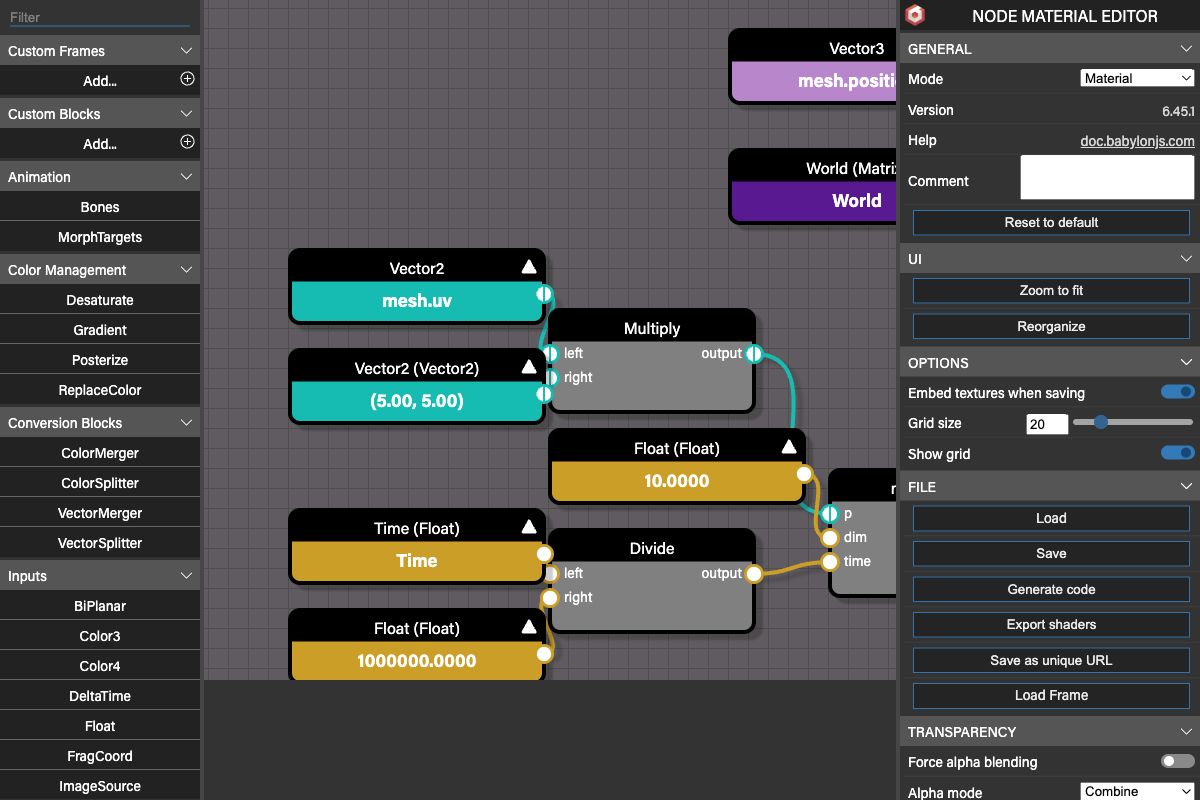 Filter
Custom Frames
Add...
Custom Blocks
Add...
Animation
Bones
MorphTargets
Color Management
Desaturate
Gradient
Posterize
ReplaceColor
Conversion Blocks
ColorMerger
ColorSplitter
VectorMerger
VectorSplitter
Inputs
BiPlanar
Color3
Color4
DeltaTime
Float
FragCoord
ImageSource
Vector3
mesh.positi
World (Matrix
World
Vector2
mesh.uv
Vector2 (Vector2)
(5.00, 5.00)
Multiply
left output
right
Float (Float)
10.0000
Time (Float)
Time
Float (Float)
1000000.0000
Divide
left output
right
p
dim
time
NODE MATERIAL EDITOR
GENERAL
Mode Material
Version 6.45.1
Help doc.babylonjs.com
Comment
Reset to default
UI
Zoom to fit
Reorganize
OPTIONS
Embed textures when saving
Grid size 20
Show grid
FILE
Load
Save
Generate code
Export shaders
Save as unique URL
Load Frame
TRANSPARENCY
Force alpha blending
Alpha mode Combine